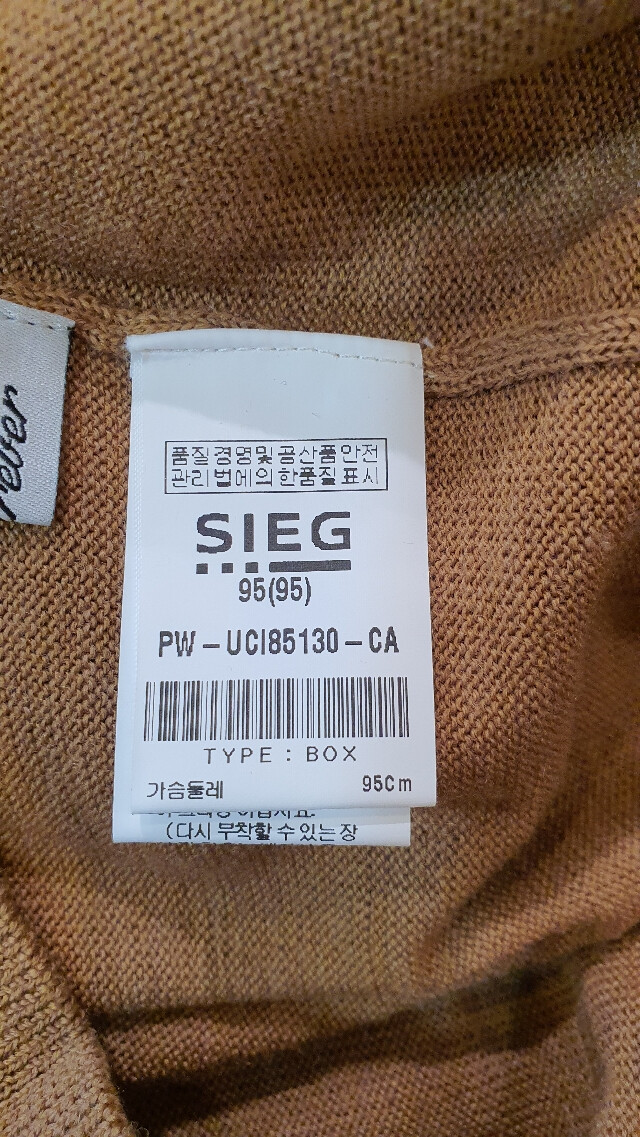 품질경영및공산품안전
관리법에의한품질표시
SIEG
95(95)
PW-UCI85130-CA
TYPE : BOX
가슴둘레 95Cm
(다시 부착할 수 있는 장